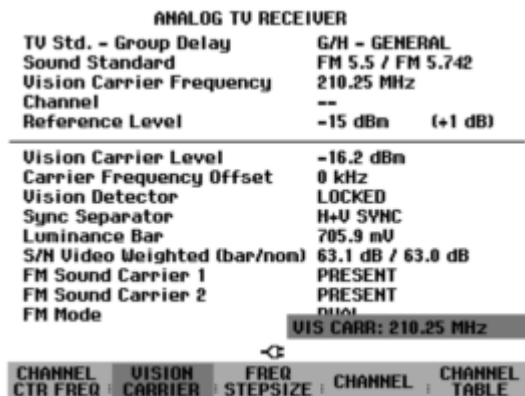 ANALOG TV RECEIVER
TV Std. - Group Delay G/H - GENERAL
Sound Standard FM 5.5 / FM 5.742
Vision Carrier Frequency 210.25 MHz
Channel --
Reference Level -15 dBm (+1 dB)
Vision Carrier Level -16.2 dBm
Carrier Frequency Offset 0 kHz
Vision Detector LOCKED
Sync Separator H+V SYNC
Luminance Bar 705.9 mV
S/N Video Weighted (bar/nom) 63.1 dB / 63.0 dB
FM Sound Carrier 1 PRESENT
FM Sound Carrier 2 PRESENT
FM Mode DUAL
VIS CARR: 210.25 MHz
CHANNEL CTR FREQ
VISION CARRIER
FREQ STEPSIZE
CHANNEL
CHANNEL TABLE